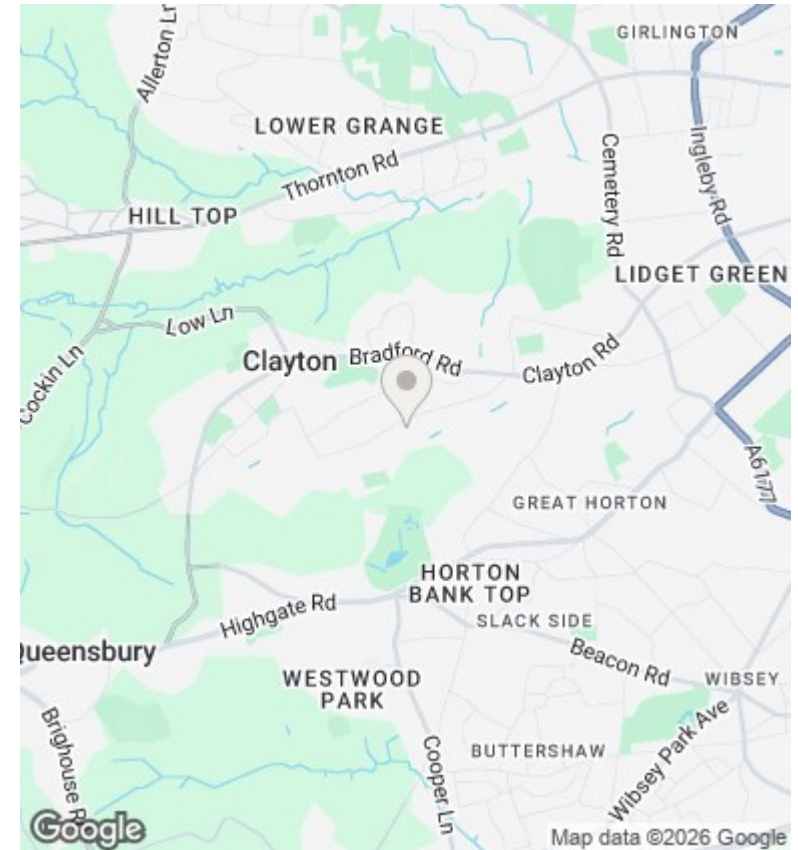 GIRLINGTON
Allerton Ln
LOWER GRANGE
Thornton Rd
Cemetery Rd
Ingleby Rd
HILL TOP
LIDGET GREEN
Low Ln
Cockin Ln
Clayton
Bradford Rd
Clayton Rd
A6177
GREAT HORTON
HORTON
BANK TOP
Highgate Rd
SLACK SIDE
Queensbury
Beacon Rd
WESTWOOD
PARK
WIBSEY
Brighouse R
Cooper Ln
BUTTERSHAW
Wibsey Park Ave
Google
Map data ©2026 Google